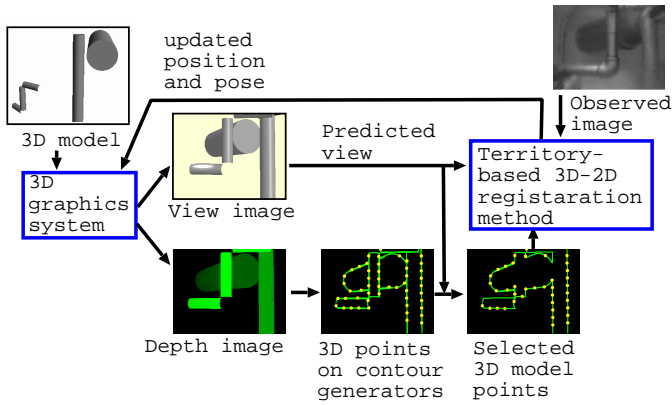 updated
position
and pose
3D model
Observed
image
Predicted
view
3D
graphics
system
View image
Territory-
based 3D-2D
registaration
method
Depth image
3D points
on contour
generators
Selected
3D model
points